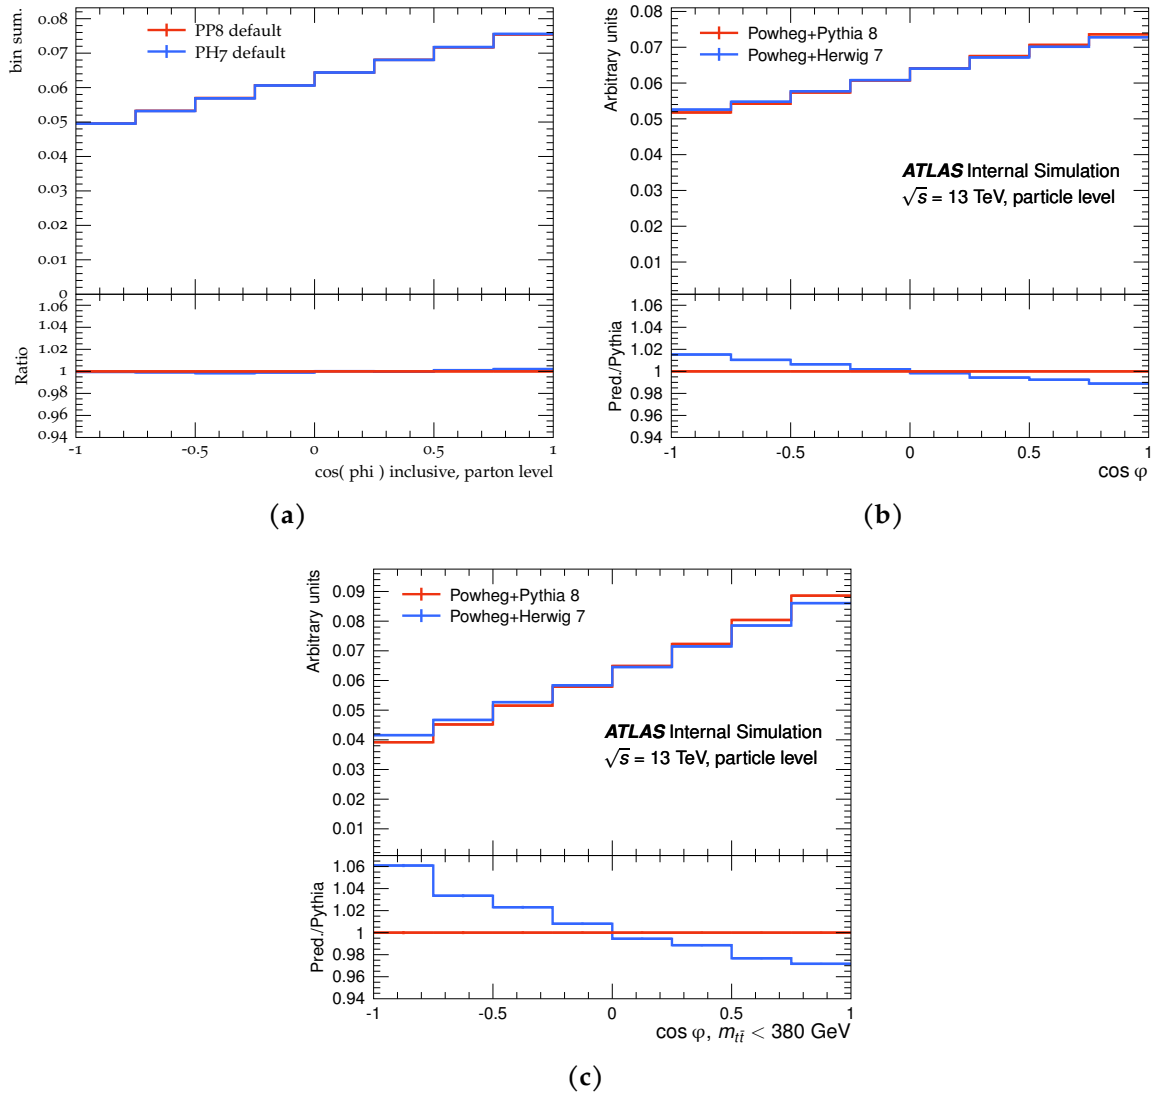 bin sum.
0.08
0.07
0.06
0.05
0.04
0.03
0.02
0.01
0
PP8 default
PH7 default
Ratio
1.06
1.04
1.02
1
0.98
0.96
0.94
-1
-0.5
0
0.5
1
cos( phi ) inclusive, parton level
(a)
Arbitrary units
0.08
0.07
0.06
0.05
0.04
0.03
0.02
0.01
Powheg+Pythia 8
Powheg+Herwig 7
ATLAS Internal Simulation
√s = 13 TeV, particle level
Pred./Pythia
1.06
1.04
1.02
1
0.98
0.96
0.94
-1
-0.5
0
0.5
1
cos φ
(b)
Arbitrary units
0.09
0.08
0.07
0.06
0.05
0.04
0.03
0.02
0.01
Powheg+Pythia 8
Powheg+Herwig 7
ATLAS Internal Simulation
√s = 13 TeV, particle level
Pred./Pythia
1.06
1.04
1.02
1
0.98
0.96
0.94
-1
-0.5
0
0.5
1
cos φ, m_{tt̄} < 380 GeV
(c)